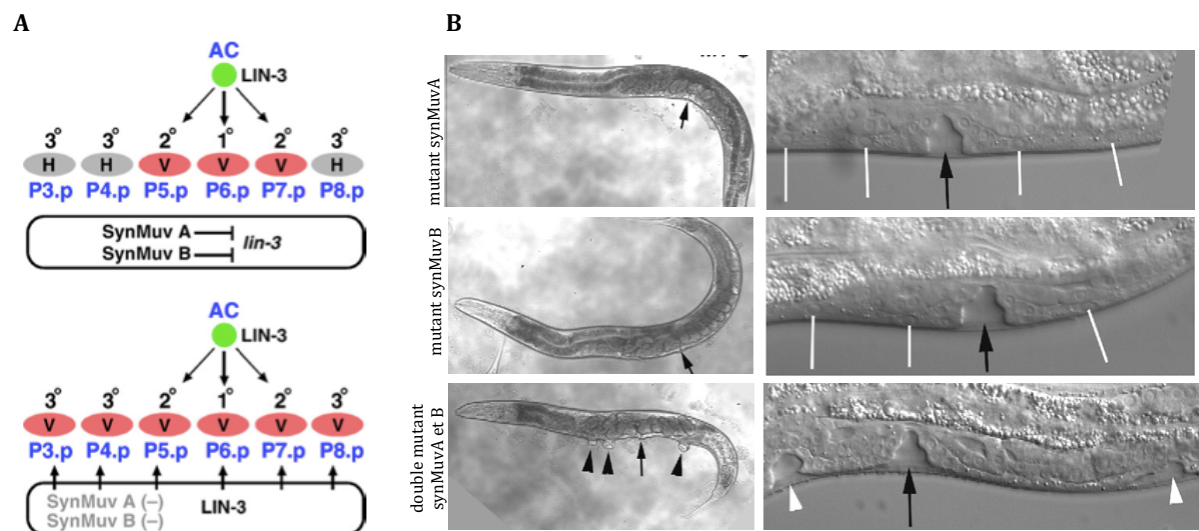 A
B
AC
LIN-3
3° 3° 2° 1° 2° 3°
H H V V V H
P3.p P4.p P5.p P6.p P7.p P8.p
SynMuv A
SynMuv B
lin-3
AC
LIN-3
3° 3° 2° 1° 2° 3°
V V V V V V
P3.p P4.p P5.p P6.p P7.p P8.p
SynMuv A (–)
SynMuv B (–)
LIN-3
mutant synMuvA
mutant synMuvB
double mutant
synMuvA et B